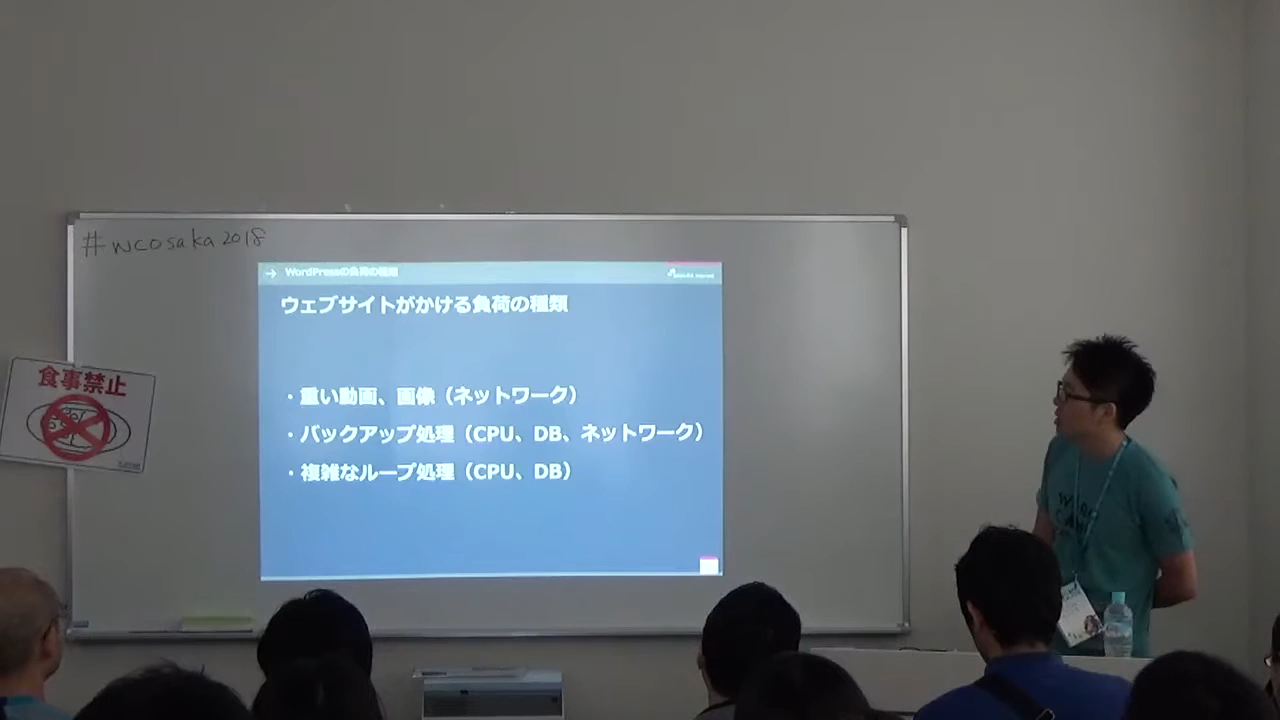 #wcosaka2018
→ WordPressの負荷の種類
ウェブサイトがかける負荷の種類
・重い動画、画像（ネットワーク）
・バックアップ処理（CPU、DB、ネットワーク）
・複雑なループ処理（CPU、DB）
食事禁止